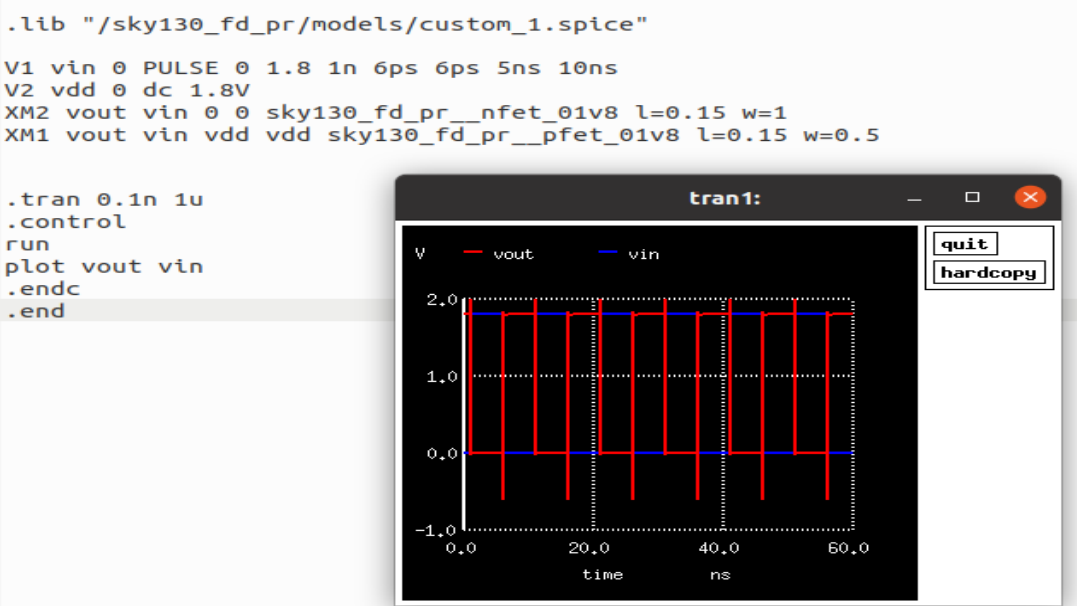 .lib "/sky130_fd_pr/models/custom_1.spice"
V1 vin 0 PULSE 0 1.8 1n 6ps 6ps 5ns 10ns
V2 vdd 0 dc 1.8V
XM2 vout vin 0 0 sky130_fd_pr__nfet_01v8 l=0.15 w=1
XM1 vout vin vdd vdd sky130_fd_pr__pfet_01v8 l=0.15 w=0.5
.tran 0.1n 1u
.control
run
plot vout vin
.endc
.end
tran1:
quit
hardcopy
V vout vin
2.0
1.0
0.0
-1.0
0.0 20.0 40.0 60.0
time ns